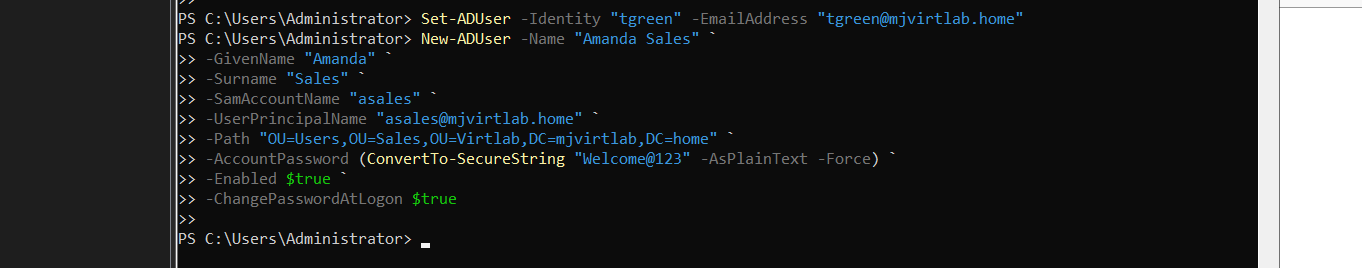 >>
PS C:\Users\Administrator> Set-ADUser -Identity "tgreen" -EmailAddress "tgreen@mjvirtlab.home"
PS C:\Users\Administrator> New-ADUser -Name "Amanda Sales" `
>> -GivenName "Amanda" `
>> -Surname "Sales" `
>> -SamAccountName "asales" `
>> -UserPrincipalName "asales@mjvirtlab.home" `
>> -Path "OU=Users,OU=Sales,OU=Virtlab,DC=mjvirtlab,DC=home" `
>> -AccountPassword (ConvertTo-SecureString "Welcome@123" -AsPlainText -Force) `
>> -Enabled $true `
>> -ChangePasswordAtLogon $true
>>
PS C:\Users\Administrator>